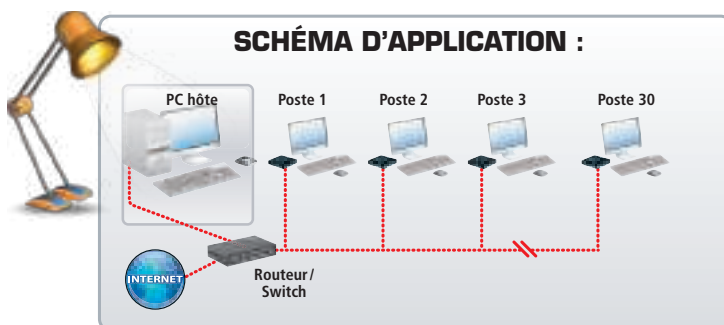 SCHÉMA D'APPLICATION :
PC hôte
Poste 1
Poste 2
Poste 3
Poste 30
INTERNET
Routeur /
Switch